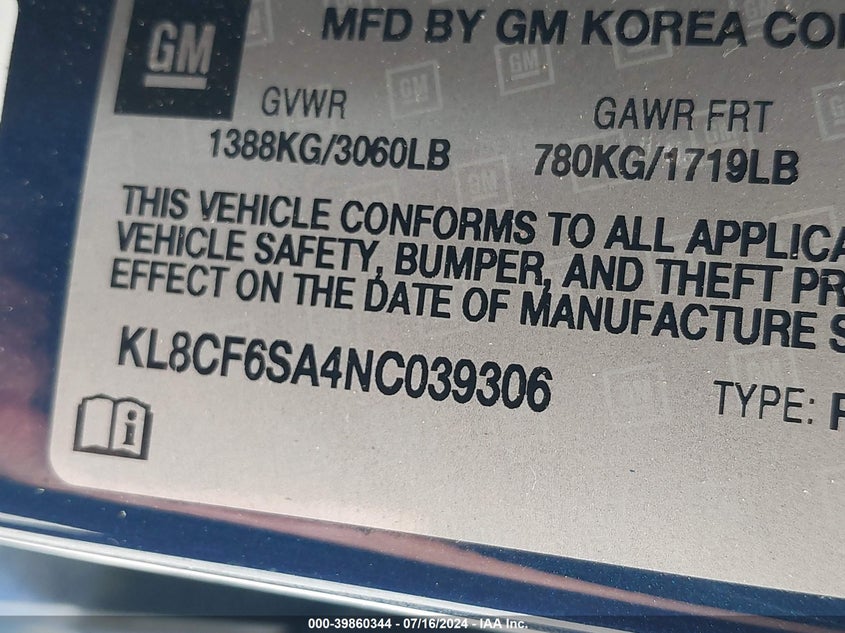 GM
MFD BY GM KOREA CO
GVWR
GAWR FRT
1388KG/3060LB
780KG/1719LB
THIS VEHICLE CONFORMS TO ALL APPLICA
VEHICLE SAFETY, BUMPER, AND THEFT PR
EFFECT ON THE DATE OF MANUFACTURE S
KL8CF6SA4NC039306
TYPE:
000-39860344 - 07/16/2024 - IAA Inc.